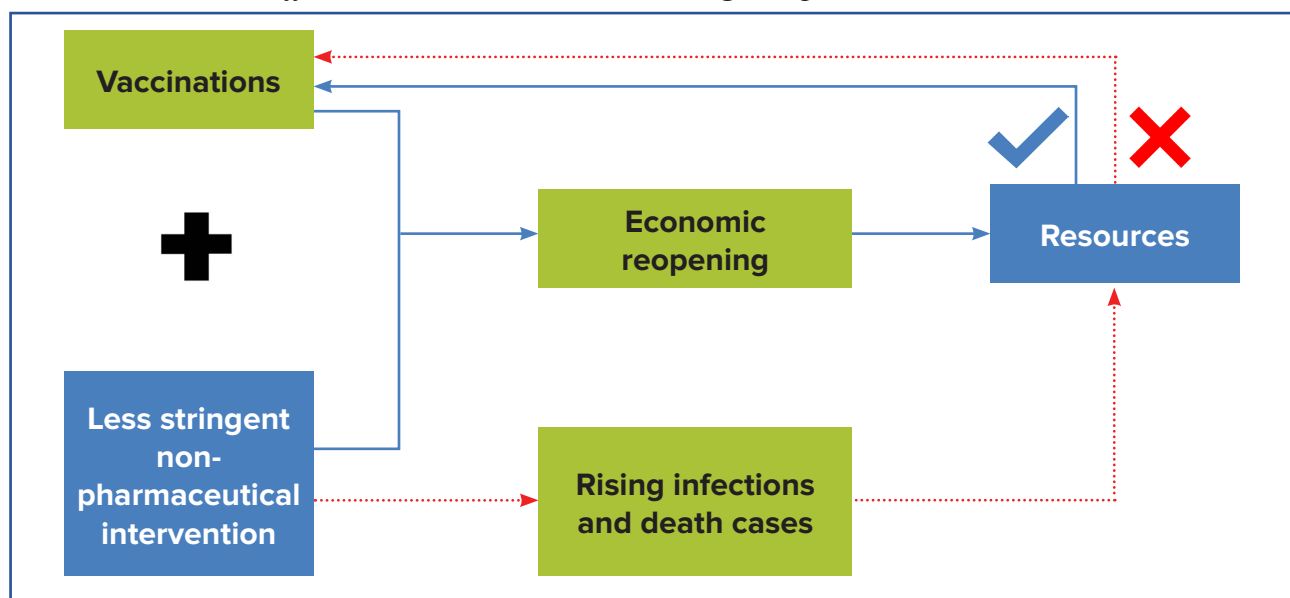 Vaccinations
Economic
reopening
Resources
Less stringent
non-
pharmaceutical
intervention
Rising infections
and death cases